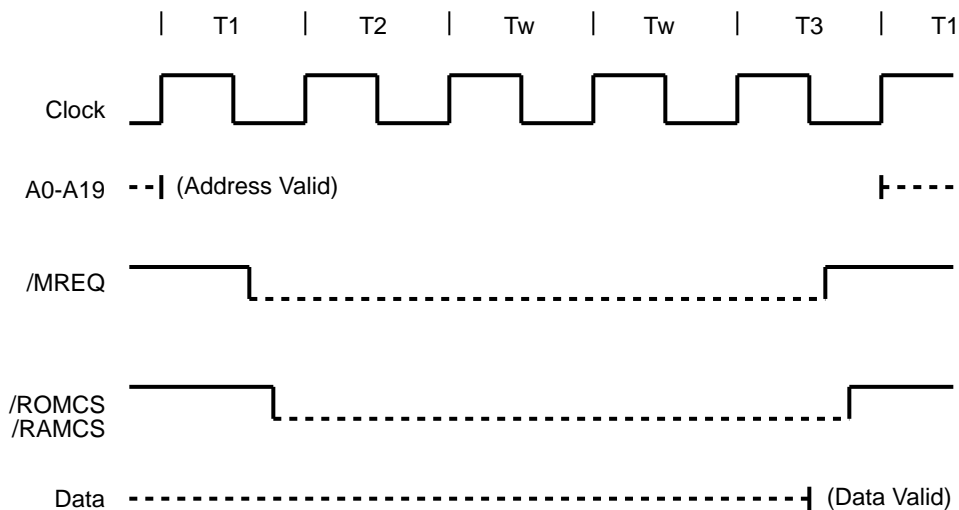 | T1 | T2 | Tw | Tw | T3 | T1
Clock
A0-A19 (Address Valid)
/MREQ
/ROMCS
/RAMCS
Data (Data Valid)